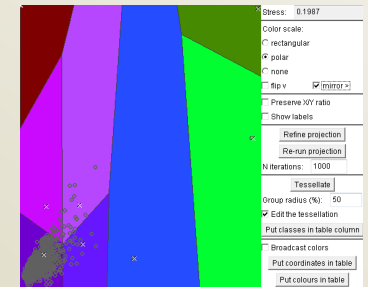 Stress: 0.1987
Color scale:
rectangular
polar
none
flip v mirror >
Preserve X/Y ratio
Show labels
Refine projection
Re-run projection
N iterations: 1000
Tessellate
Group radius (%): 50
Edit the tessellation
Put classes in table column
Broadcast colors
Put coordinates in table
Put colours in table